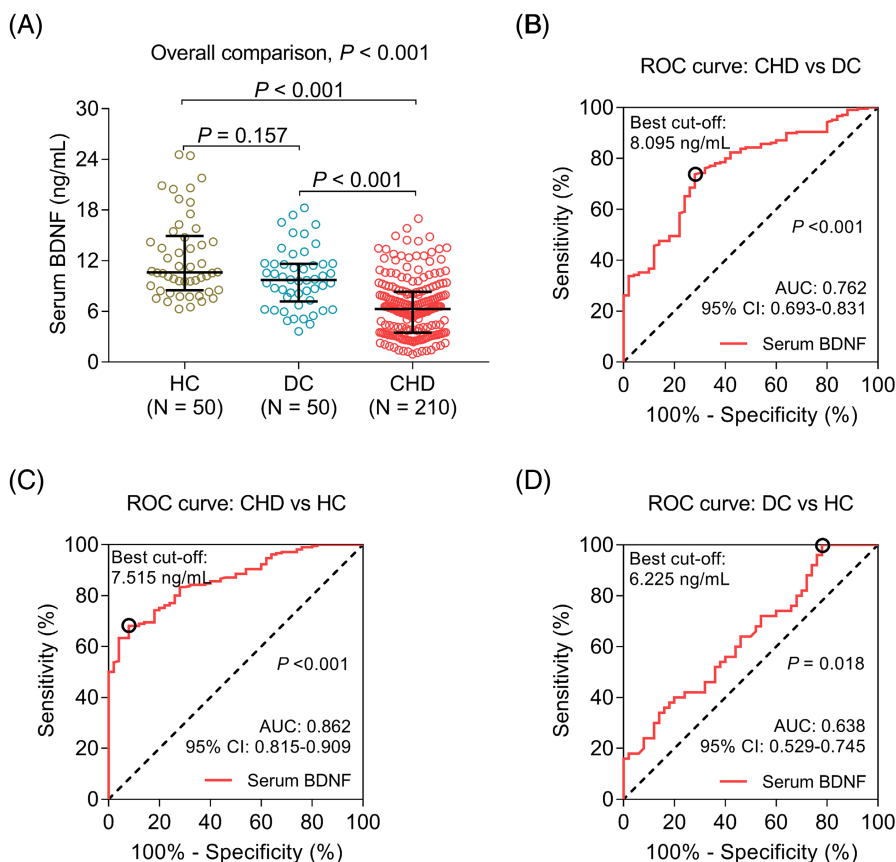 (A)
Overall comparison, P < 0.001
P < 0.001
P = 0.157
P < 0.001
Serum BDNF (ng/mL)
30
24
18
12
6
0
HC
(N = 50)
DC
(N = 50)
CHD
(N = 210)
(B)
ROC curve: CHD vs DC
Best cut-off:
8.095 ng/mL
P <0.001
AUC: 0.762
95% CI: 0.693-0.831
Serum BDNF
Sensitivity (%)
100
80
60
40
20
0
0 20 40 60 80 100
100% - Specificity (%)
(C)
ROC curve: CHD vs HC
Best cut-off:
7.515 ng/mL
P <0.001
AUC: 0.862
95% CI: 0.815-0.909
Serum BDNF
Sensitivity (%)
100
80
60
40
20
0
0 20 40 60 80 100
100% - Specificity (%)
(D)
ROC curve: DC vs HC
Best cut-off:
6.225 ng/mL
P = 0.018
AUC: 0.638
95% CI: 0.529-0.745
Serum BDNF
Sensitivity (%)
100
80
60
40
20
0
0 20 40 60 80 100
100% - Specificity (%)